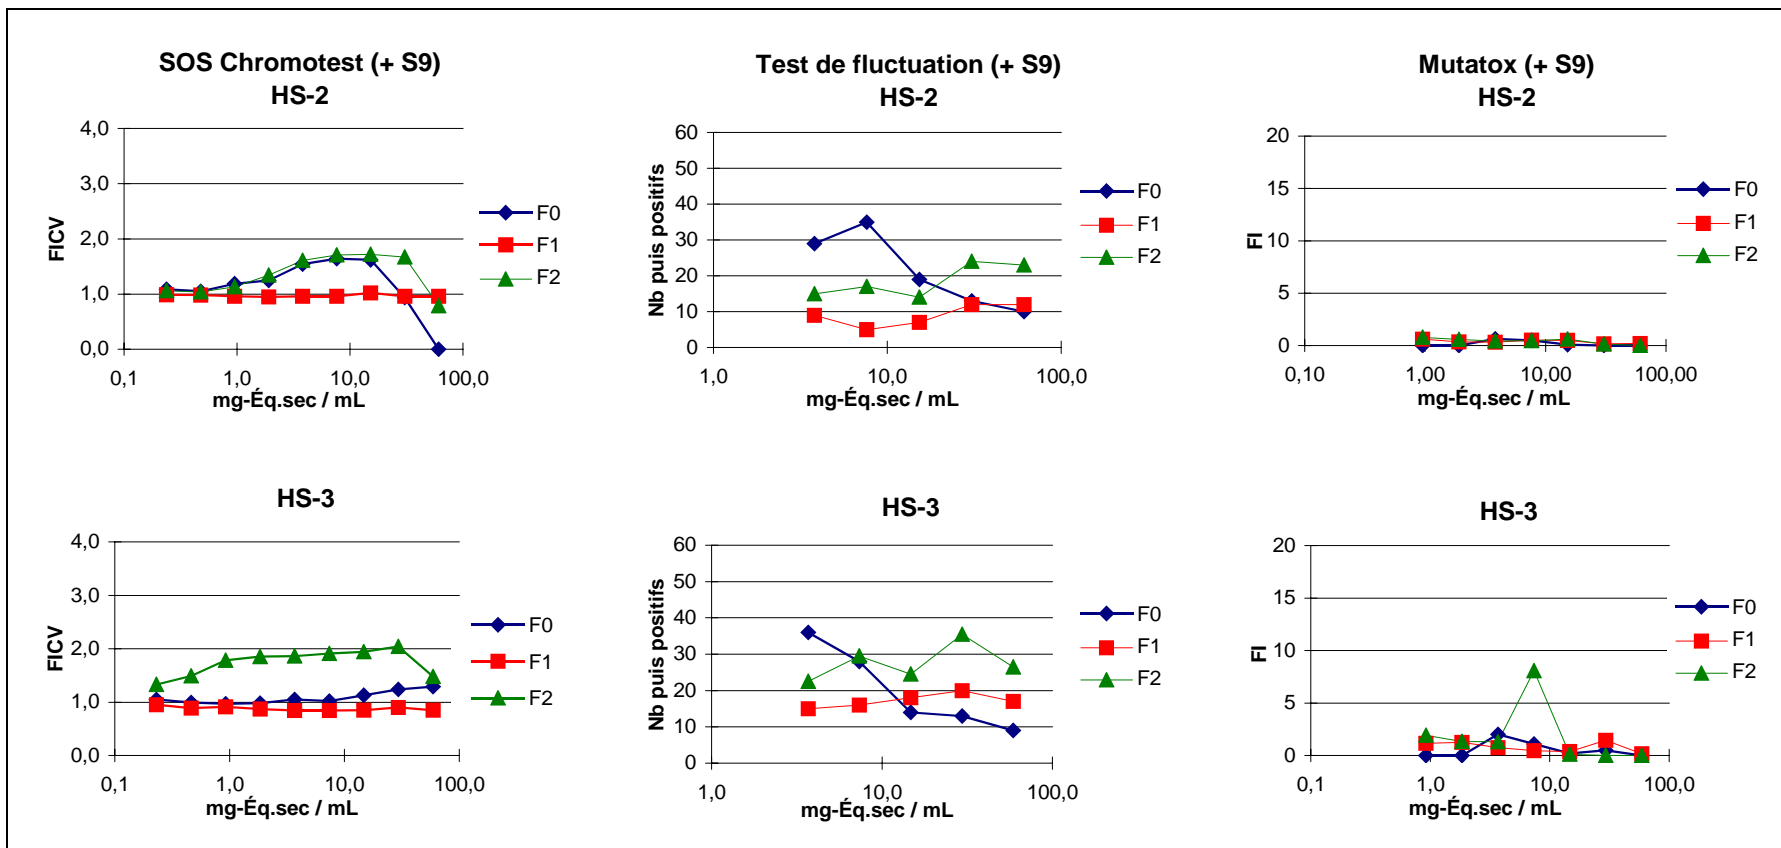 SOS Chromotest (+ S9)
HS-2
4,0
3,0
2,0
1,0
0,0
FICV
0,1
1,0
10,0
100,0
mg-Éq.sec / mL
F0
F1
F2
Test de fluctuation (+ S9)
HS-2
60
50
40
30
20
10
0
Nb puis positifs
1,0
10,0
100,0
mg-Éq.sec / mL
F0
F1
F2
Mutatox (+ S9)
HS-2
20
15
10
5
0
FI
0,10
1,00
10,00
100,00
mg-Éq.sec / mL
F0
F1
F2
HS-3
4,0
3,0
2,0
1,0
0,0
FICV
0,1
1,0
10,0
100,0
mg-Éq.sec / mL
F0
F1
F2
HS-3
60
50
40
30
20
10
0
Nb puis positifs
1,0
10,0
100,0
mg-Éq.sec / mL
F0
F1
F2
HS-3
20
15
10
5
0
FI
0,1
1,0
10,0
100,0
mg-Éq.sec / mL
F0
F1
F2